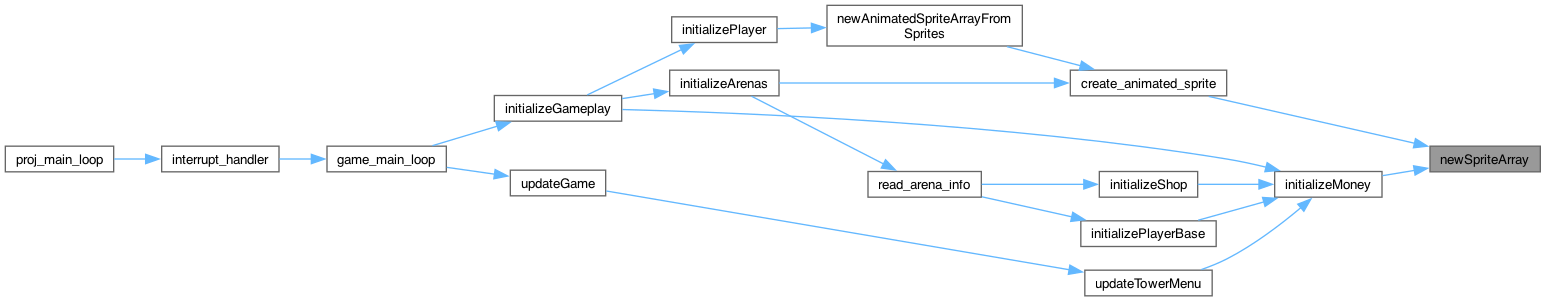 newAnimatedSpriteArrayFrom
Sprites
initializePlayer
initializeArenas
create_animated_sprite
initializeGameplay
proj_main_loop
interrupt_handler
game_main_loop
newSpriteArray
updateGame
read_arena_info
initializeShop
initializeMoney
initializePlayerBase
updateTowerMenu